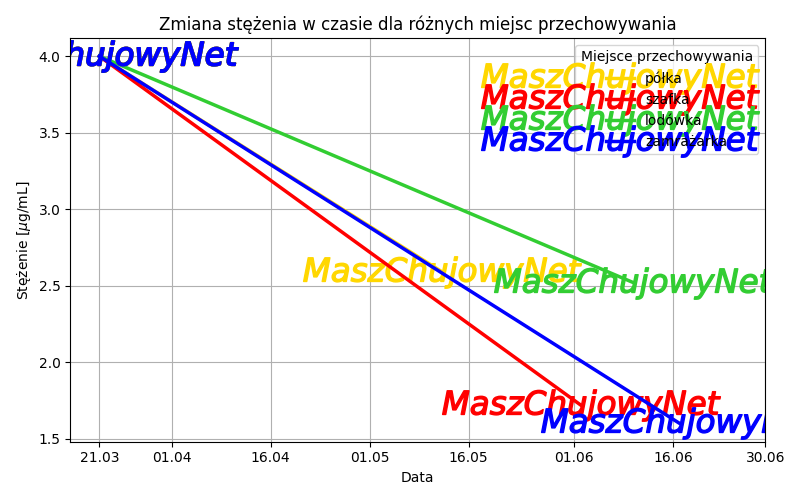 Zmiana stężenia w czasie dla różnych miejsc przechowywania
hujowyNet
Miejsce przechowywania
MaszChujowyNet
półka
MaszChujowyNet
szafka
MaszChujowyNet
lodówka
MaszChujowyNet
zamrażarka
MaszChujowyNet
MaszChujowyNet
MaszChujowyNet
MaszChujowy
Stężenie [μg/mL]
4.0
3.5
3.0
2.5
2.0
1.5
21.03 01.04 16.04 01.05 16.05 01.06 16.06 30.06
Data